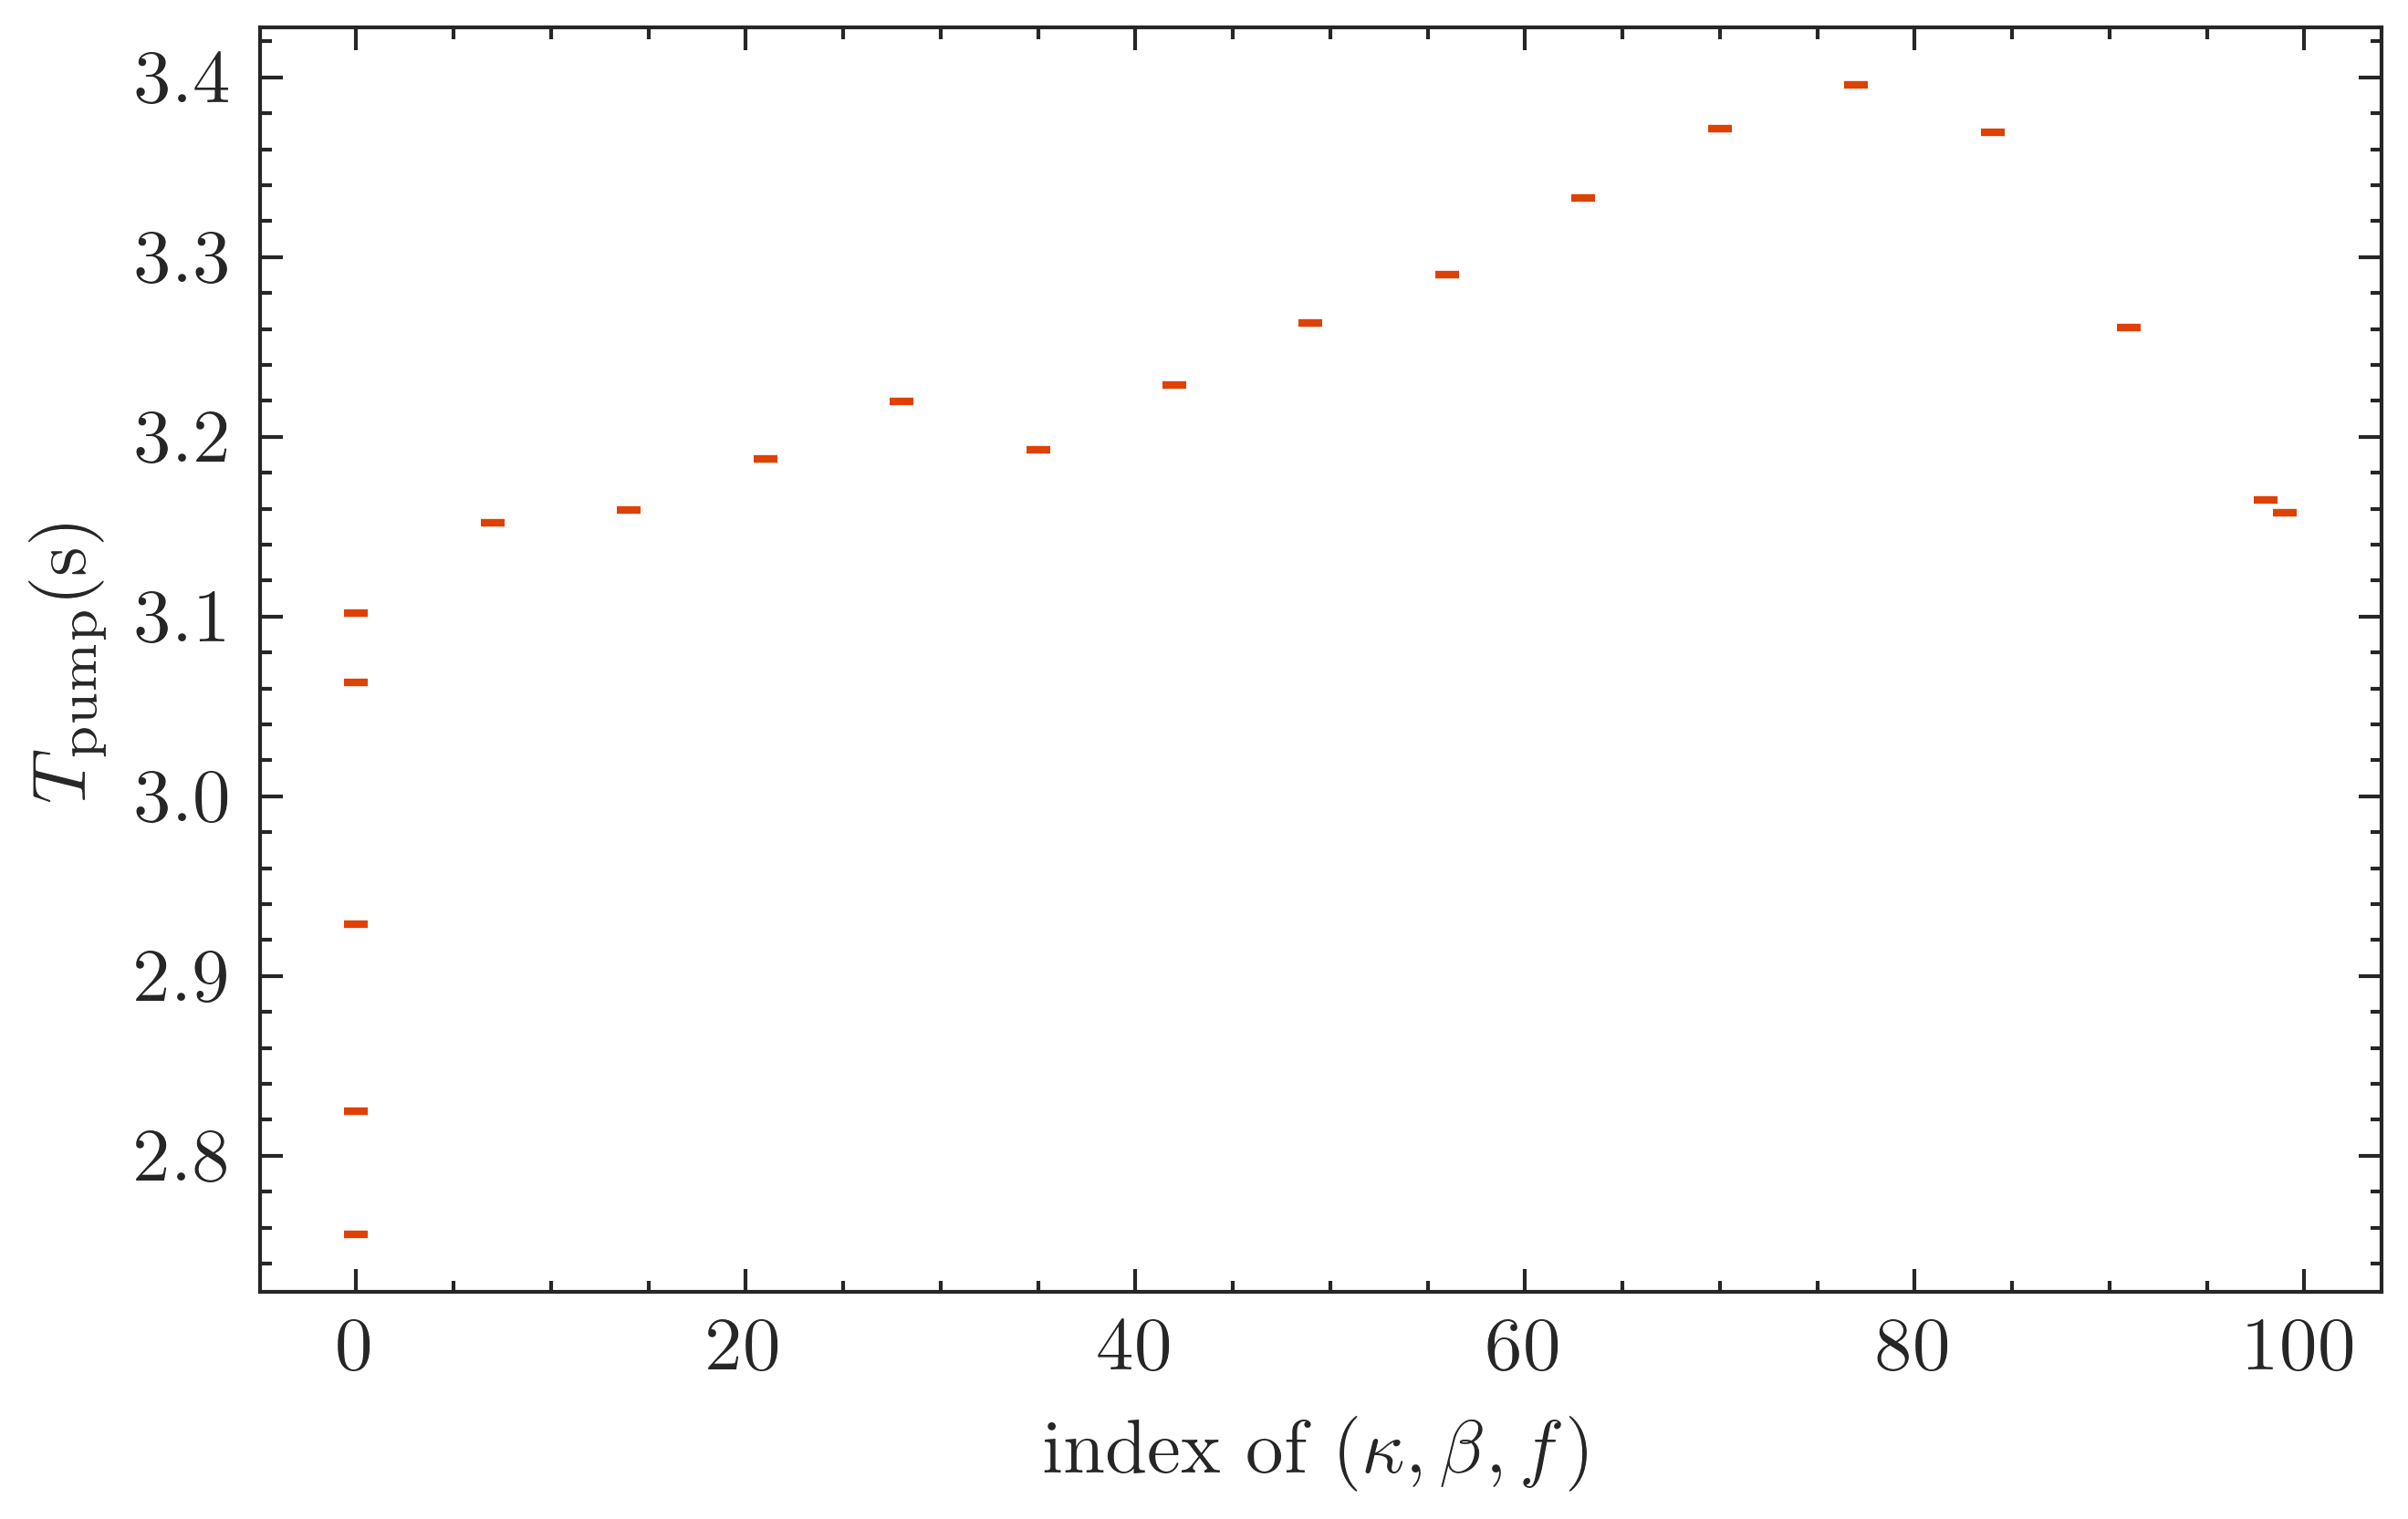 3.4
3.3
3.2
3.1
3.0
2.9
2.8
T_pump(s)
0 20 40 60 80 100
index of (κ, β, f)